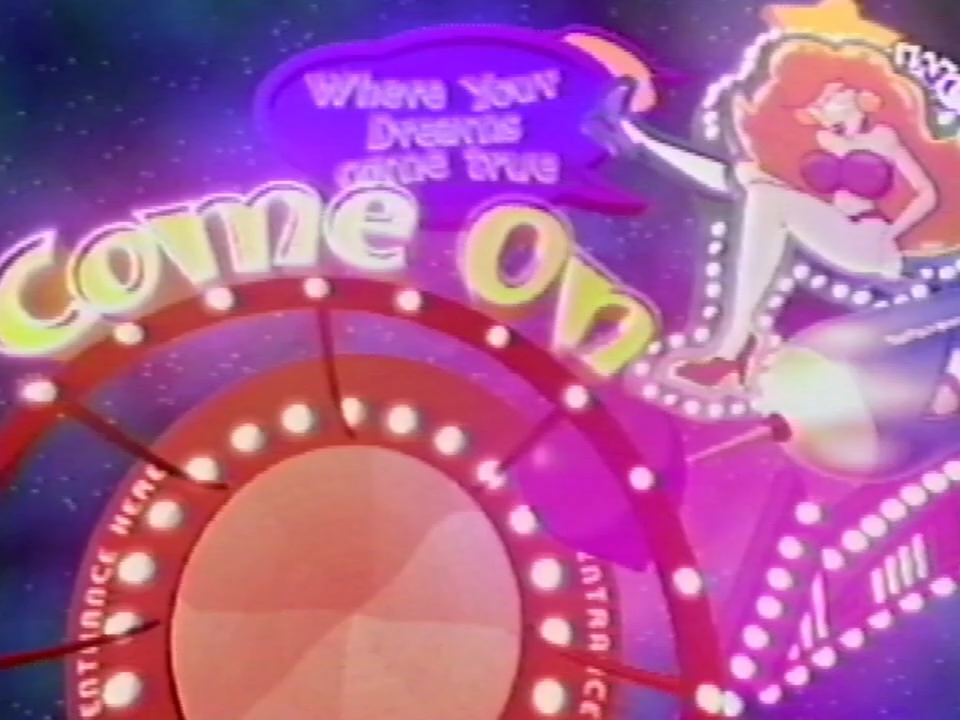 Where Your
Dreams
come true
Come On
ENTRANCE HERE
ENTRANCE